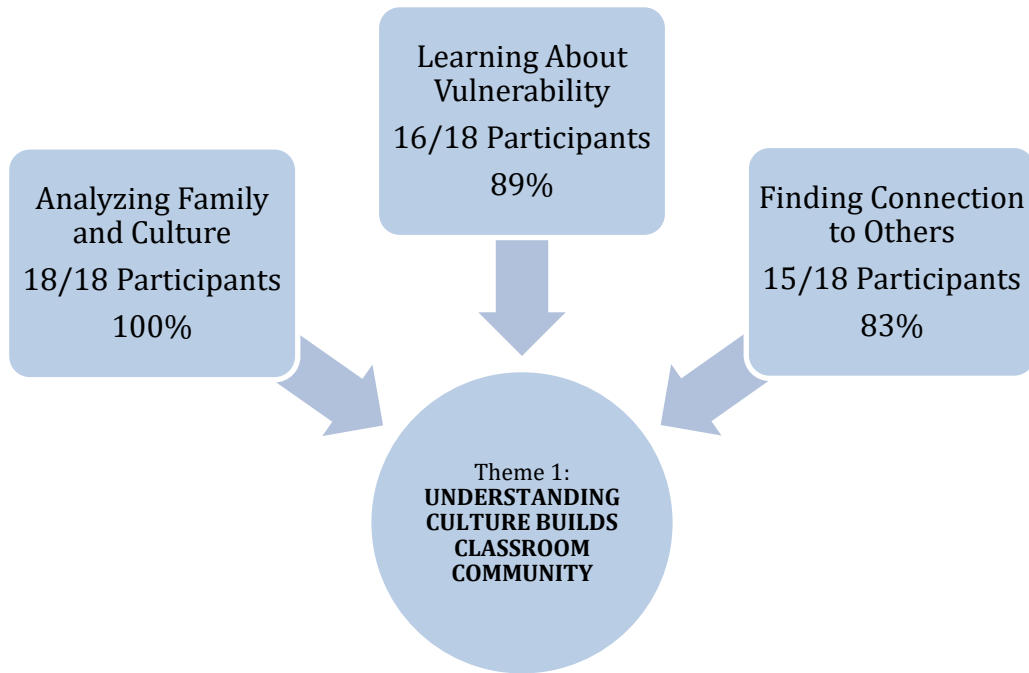 Analyzing Family
and Culture
18/18 Participants
100%
Learning About
Vulnerability
16/18 Participants
89%
Finding Connection
to Others
15/18 Participants
83%
Theme 1:
UNDERSTANDING
CULTURE BUILDS
CLASSROOM
COMMUNITY